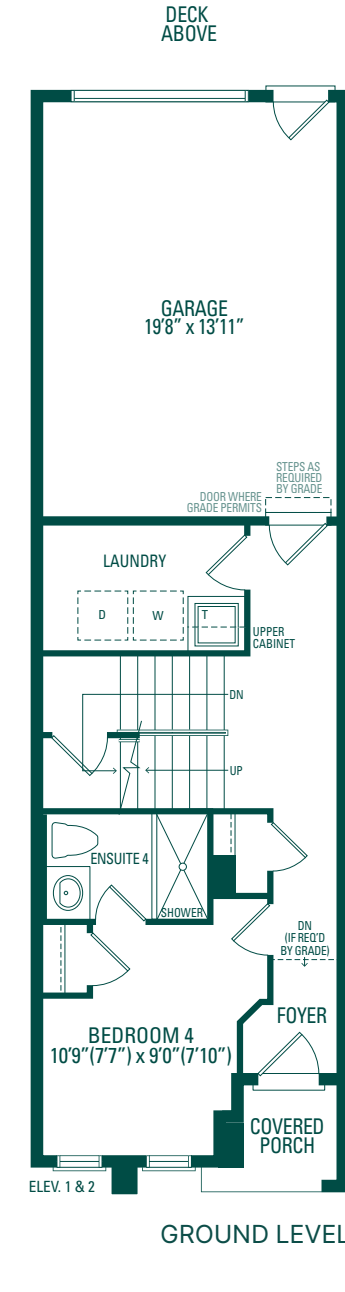 DECK
ABOVE
GARAGE
19'8" x 13'11"
STEPS AS
REQUIRED
BY GRADE
DOOR WHERE
GRADE PERMITS
LAUNDRY
D
W
T
UPPER
CABINET
DN
UP
ENSUITE 4
SHOWER
DN
(IF REQ'D
BY GRADE)
FOYER
BEDROOM 4
10'9"(7'7") x 9'0"(7'10")
COVERED
PORCH
ELEV. 1 & 2
GROUND LEVEL